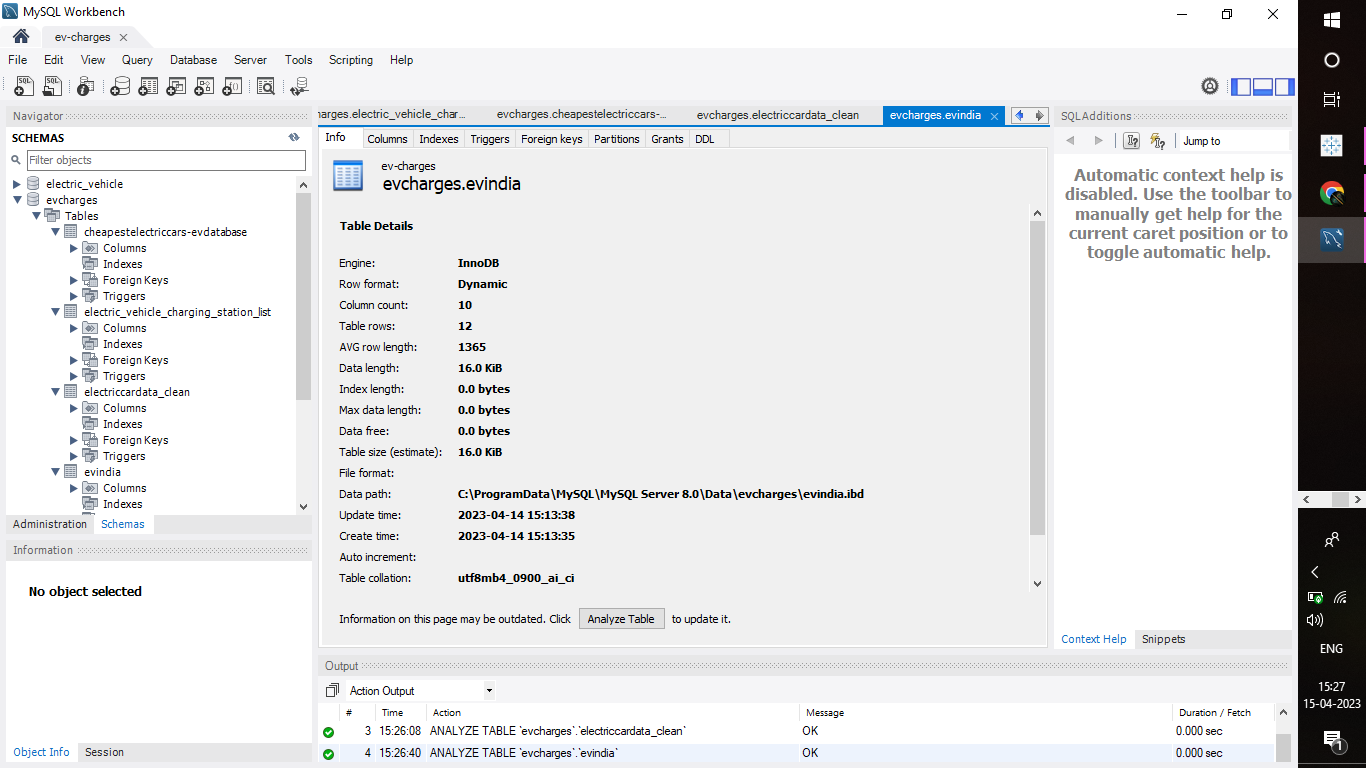 MySQL Workbench
ev-charges
File Edit View Query Database Server Tools Scripting Help
Navigator
SCHEMAS
Filter objects
electric_vehicle
evcharges
Tables
cheapestelectriccars-evdatabase
Columns
Indexes
Foreign Keys
Triggers
electric_vehicle_charging_station_list
Columns
Indexes
Foreign Keys
Triggers
electriccardata_clean
Columns
Indexes
Foreign Keys
Triggers
evindia
Columns
Indexes
Administration Schemas
Information
No object selected
Object Info Session
harges.electric_vehicle_char... evcharges.cheapestelectriccars-... evcharges.electriccardata_clean evcharges.evindia
Info Columns Indexes Triggers Foreign keys Partitions Grants DDL
ev-charges
evcharges.evindia
Table Details
Engine: InnoDB
Row format: Dynamic
Column count: 10
Table rows: 12
AVG row length: 1365
Data length: 16.0 KiB
Index length: 0.0 bytes
Max data length: 0.0 bytes
Data free: 0.0 bytes
Table size (estimate): 16.0 KiB
File format:
Data path: C:\ProgramData\MySQL\MySQL Server 8.0\Data\evcharges\evindia.ibd
Update time: 2023-04-14 15:13:38
Create time: 2023-04-14 15:13:35
Auto increment:
Table collation: utf8mb4_0900_ai_ci
Information on this page may be outdated. Click Analyze Table to update it.
Output
Action Output
# Time Action Message Duration / Fetch
3 15:26:08 ANALYZE TABLE `evcharges`.`electriccardata_clean` OK 0.000 sec
4 15:26:40 ANALYZE TABLE `evcharges`.`evindia` OK 0.000 sec
SQLAdditions
Jump to
Automatic context help is
disabled. Use the toolbar to
manually get help for the
current caret position or to
toggle automatic help.
Context Help Snippets
ENG
15:27
15-04-2023
1